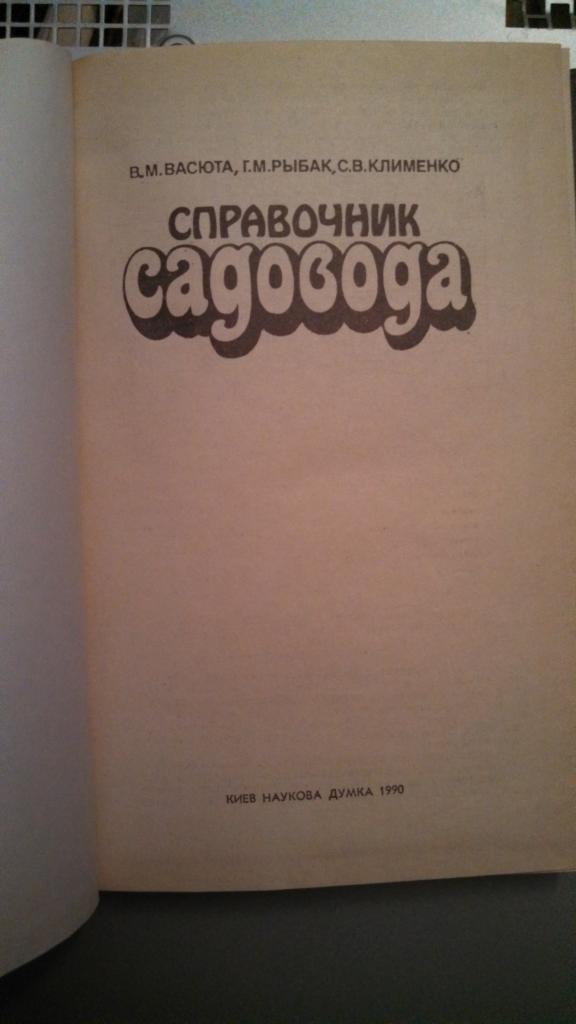 В.М.ВАСЮТА, Г.М.РЫБАК, С.В.КЛИМЕНКО
СПРАВОЧНИК
садовода
КИЕВ НАУКОВА ДУМКА 1990